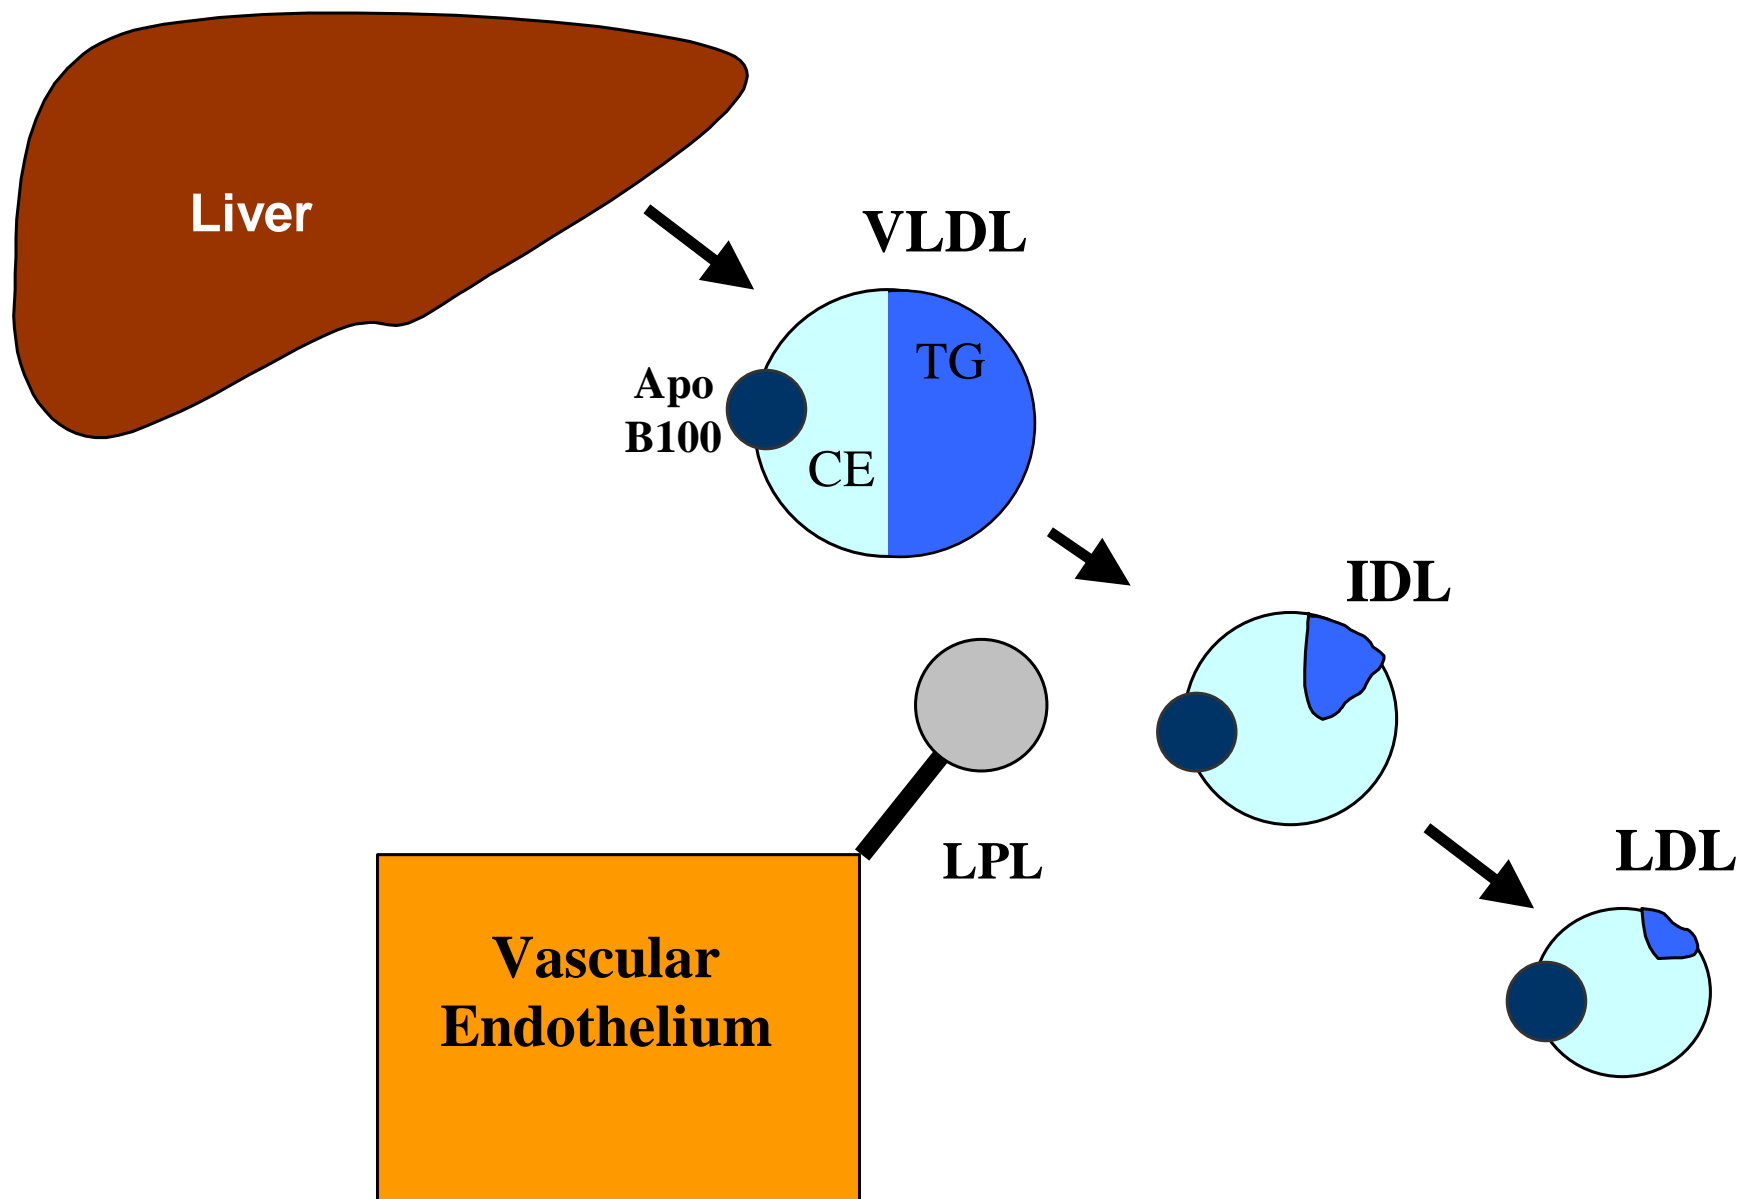 Liver
VLDL
TG
Apo
B100
CE
IDL
LPL
LDL
Vascular
Endothelium